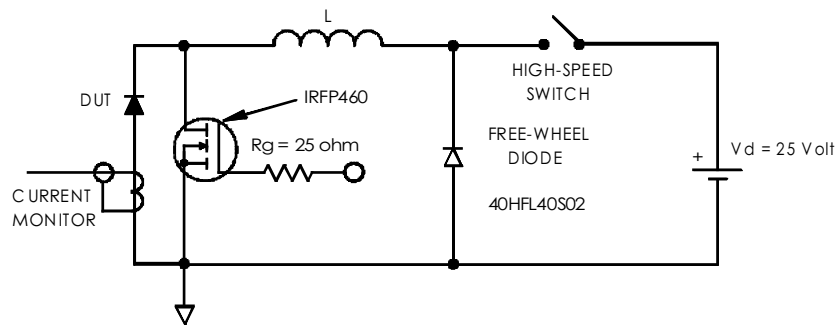 L
HIGH-SPEED
SWITCH
IRFP460
DUT
Rg = 25 ohm
FREE-WHEEL
DIODE
+
Vd = 25 Volt
CURRENT
MONITOR
40HFL40S02